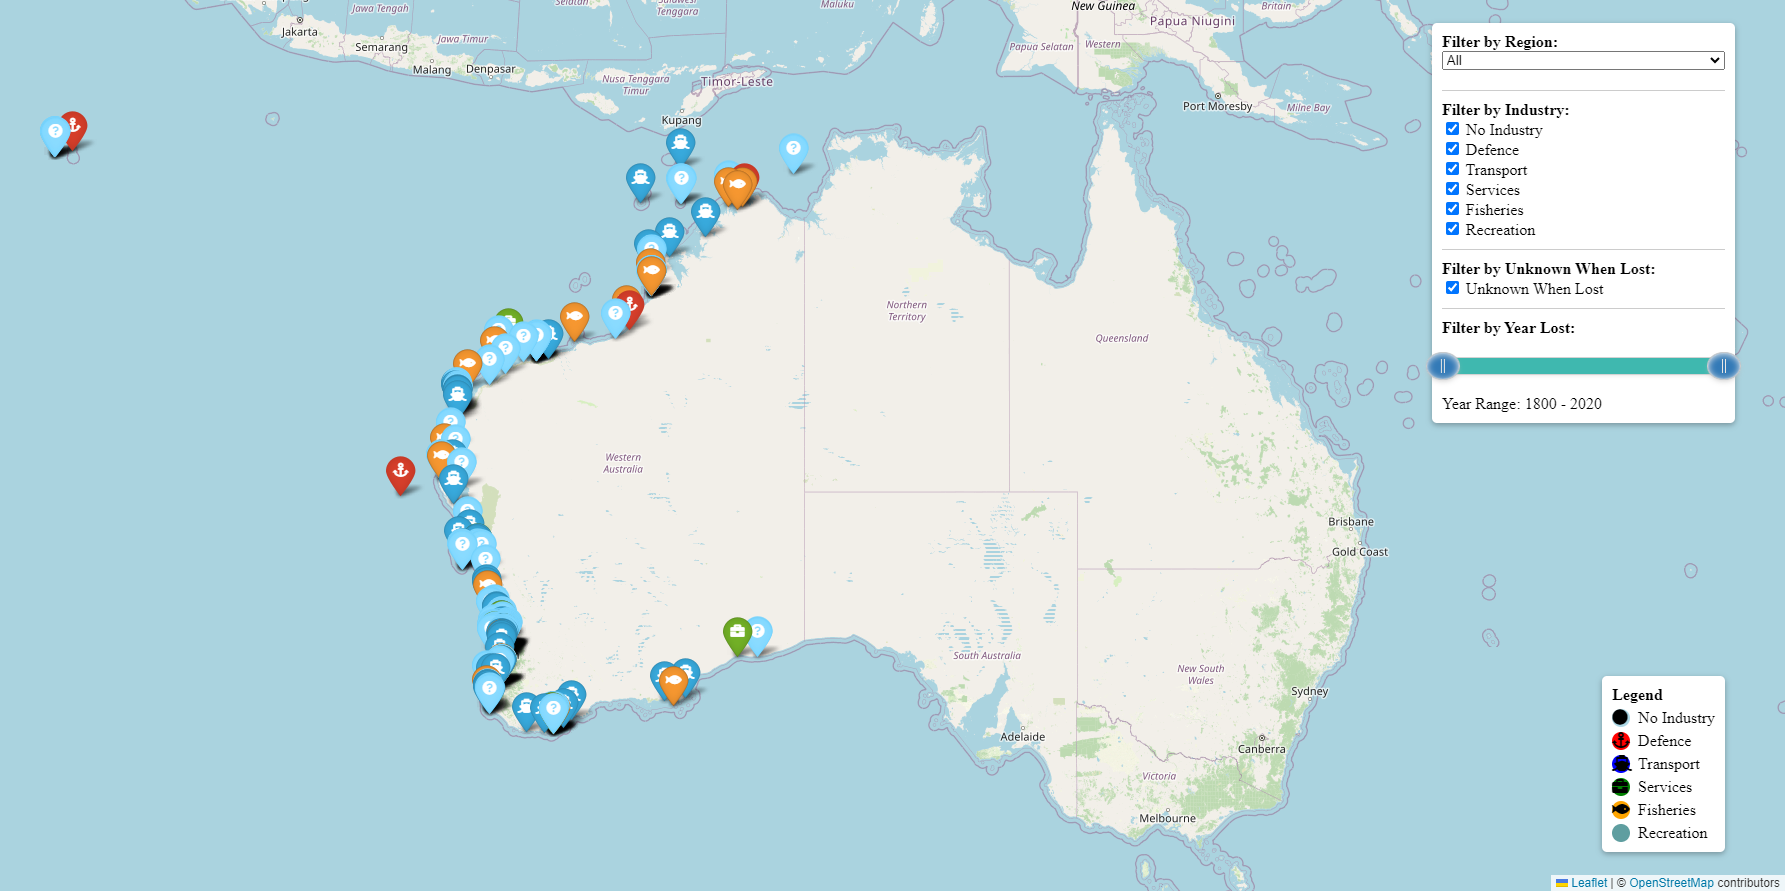 New Guinea
Papua Niugini
Britain
Jawa Tengah
Selatan
Sulawesi
Tenggara
Maluku
Jakarta
Semarang
Jawa Timur
Malang
Denpasar
Nusa Tenggara
Timur
Timor-Leste
Papua Selatan
Western
Port Moresby
Milne Bay
Kupang
Northern
Territory
Queensland
Western
Australia
Brisbane
Gold Coast
South Australia
New South
Wales
Sydney
Adelaide
Canberra
Victoria
Melbourne
Filter by Region:
All
Filter by Industry:
No Industry
Defence
Transport
Services
Fisheries
Recreation
Filter by Unknown When Lost:
Unknown When Lost
Filter by Year Lost:
Year Range: 1800 - 2020
Legend
No Industry
Defence
Transport
Services
Fisheries
Recreation
Leaflet | © OpenStreetMap contributors